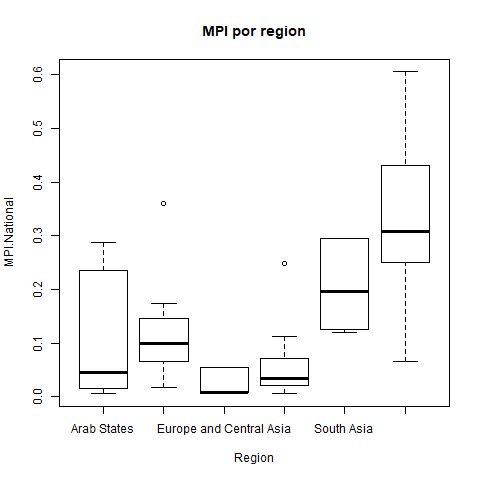 MPI por region
0.6
0.5
0.4
0.3
0.2
0.1
0.0
MPI.National
Arab States Europe and Central Asia South Asia
Region